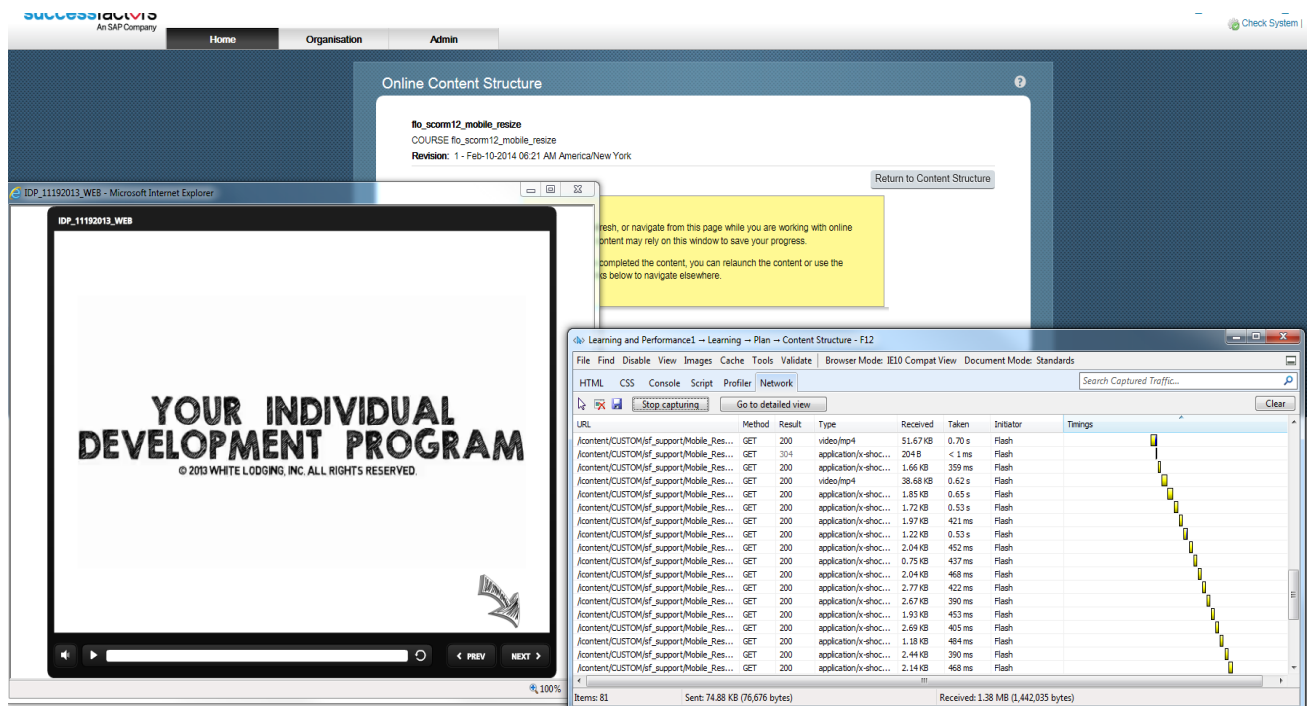 successfactors
An SAP Company
Check System |
Home Organisation Admin
Online Content Structure
?
flo_scorm12_mobile_resize
COURSE flo_scorm12_mobile_resize
Revision: 1 - Feb-10-2014 06:21 AM America/New York
Return to Content Structure
resh, or navigate from this page while you are working with online
ontent may rely on this window to save your progress.
completed the content, you can relaunch the content or use the
ks below to navigate elsewhere.
IDP_11192013_WEB - Microsoft Internet Explorer
IDP_11192013_WEB
YOUR INDIVIDUAL
DEVELOPMENT PROGRAM
© 2013 WHITE LODGING, INC. ALL RIGHTS RESERVED.
< PREV NEXT >
100%
Learning and Performance1 → Learning → Plan → Content Structure - F12
File Find Disable View Images Cache Tools Validate Browser Mode: IE10 Compat View Document Mode: Standards
HTML CSS Console Script Profiler Network Search Captured Traffic...
Stop capturing Go to detailed view Clear
URL Method Result Type Received Taken Initiator Timings
/content/CUSTOM/sf_support/Mobile_Res... GET 200 video/mp4 51.67 KB 0.70 s Flash
/content/CUSTOM/sf_support/Mobile_Res... GET 304 application/x-shoc... 204 B < 1 ms Flash
/content/CUSTOM/sf_support/Mobile_Res... GET 200 application/x-shoc... 1.66 KB 359 ms Flash
/content/CUSTOM/sf_support/Mobile_Res... GET 200 video/mp4 38.68 KB 0.62 s Flash
/content/CUSTOM/sf_support/Mobile_Res... GET 200 application/x-shoc... 1.85 KB 0.65 s Flash
/content/CUSTOM/sf_support/Mobile_Res... GET 200 application/x-shoc... 1.72 KB 0.53 s Flash
/content/CUSTOM/sf_support/Mobile_Res... GET 200 application/x-shoc... 1.97 KB 421 ms Flash
/content/CUSTOM/sf_support/Mobile_Res... GET 200 application/x-shoc... 1.22 KB 0.53 s Flash
/content/CUSTOM/sf_support/Mobile_Res... GET 200 application/x-shoc... 2.04 KB 452 ms Flash
/content/CUSTOM/sf_support/Mobile_Res... GET 200 application/x-shoc... 0.75 KB 437 ms Flash
/content/CUSTOM/sf_support/Mobile_Res... GET 200 application/x-shoc... 2.04 KB 468 ms Flash
/content/CUSTOM/sf_support/Mobile_Res... GET 200 application/x-shoc... 2.77 KB 422 ms Flash
/content/CUSTOM/sf_support/Mobile_Res... GET 200 application/x-shoc... 2.67 KB 390 ms Flash
/content/CUSTOM/sf_support/Mobile_Res... GET 200 application/x-shoc... 1.93 KB 453 ms Flash
/content/CUSTOM/sf_support/Mobile_Res... GET 200 application/x-shoc... 2.69 KB 405 ms Flash
/content/CUSTOM/sf_support/Mobile_Res... GET 200 application/x-shoc... 1.18 KB 484 ms Flash
/content/CUSTOM/sf_support/Mobile_Res... GET 200 application/x-shoc... 2.44 KB 390 ms Flash
/content/CUSTOM/sf_support/Mobile_Res... GET 200 application/x-shoc... 2.14 KB 468 ms Flash
Items: 81 Sent: 74.88 KB (76,676 bytes) Received: 1.38 MB (1,442,035 bytes)